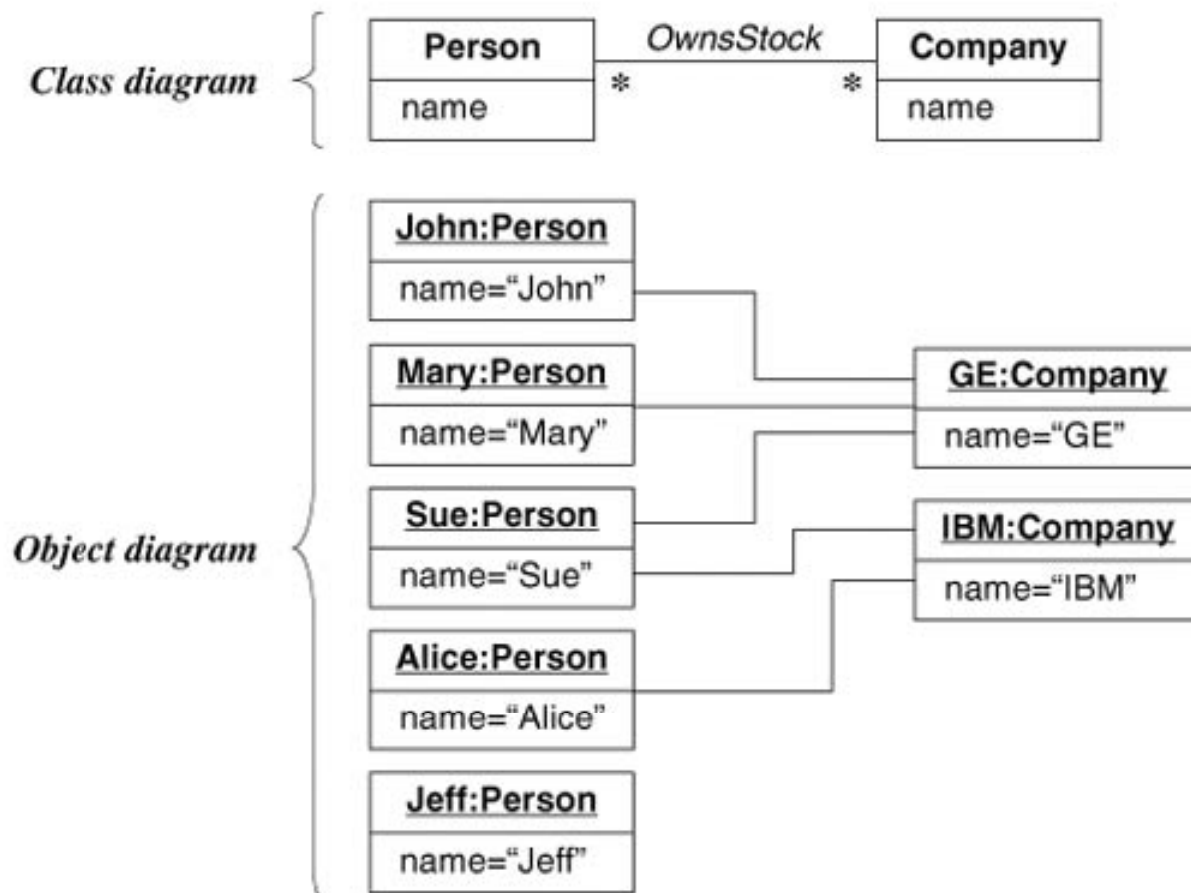 Class diagram
Person
name
OwnsStock
*
*
Company
name
Object diagram
John:Person
name=“John”
Mary:Person
name=“Mary”
Sue:Person
name=“Sue”
Alice:Person
name=“Alice”
Jeff:Person
name=“Jeff”
GE:Company
name=“GE”
IBM:Company
name=“IBM”